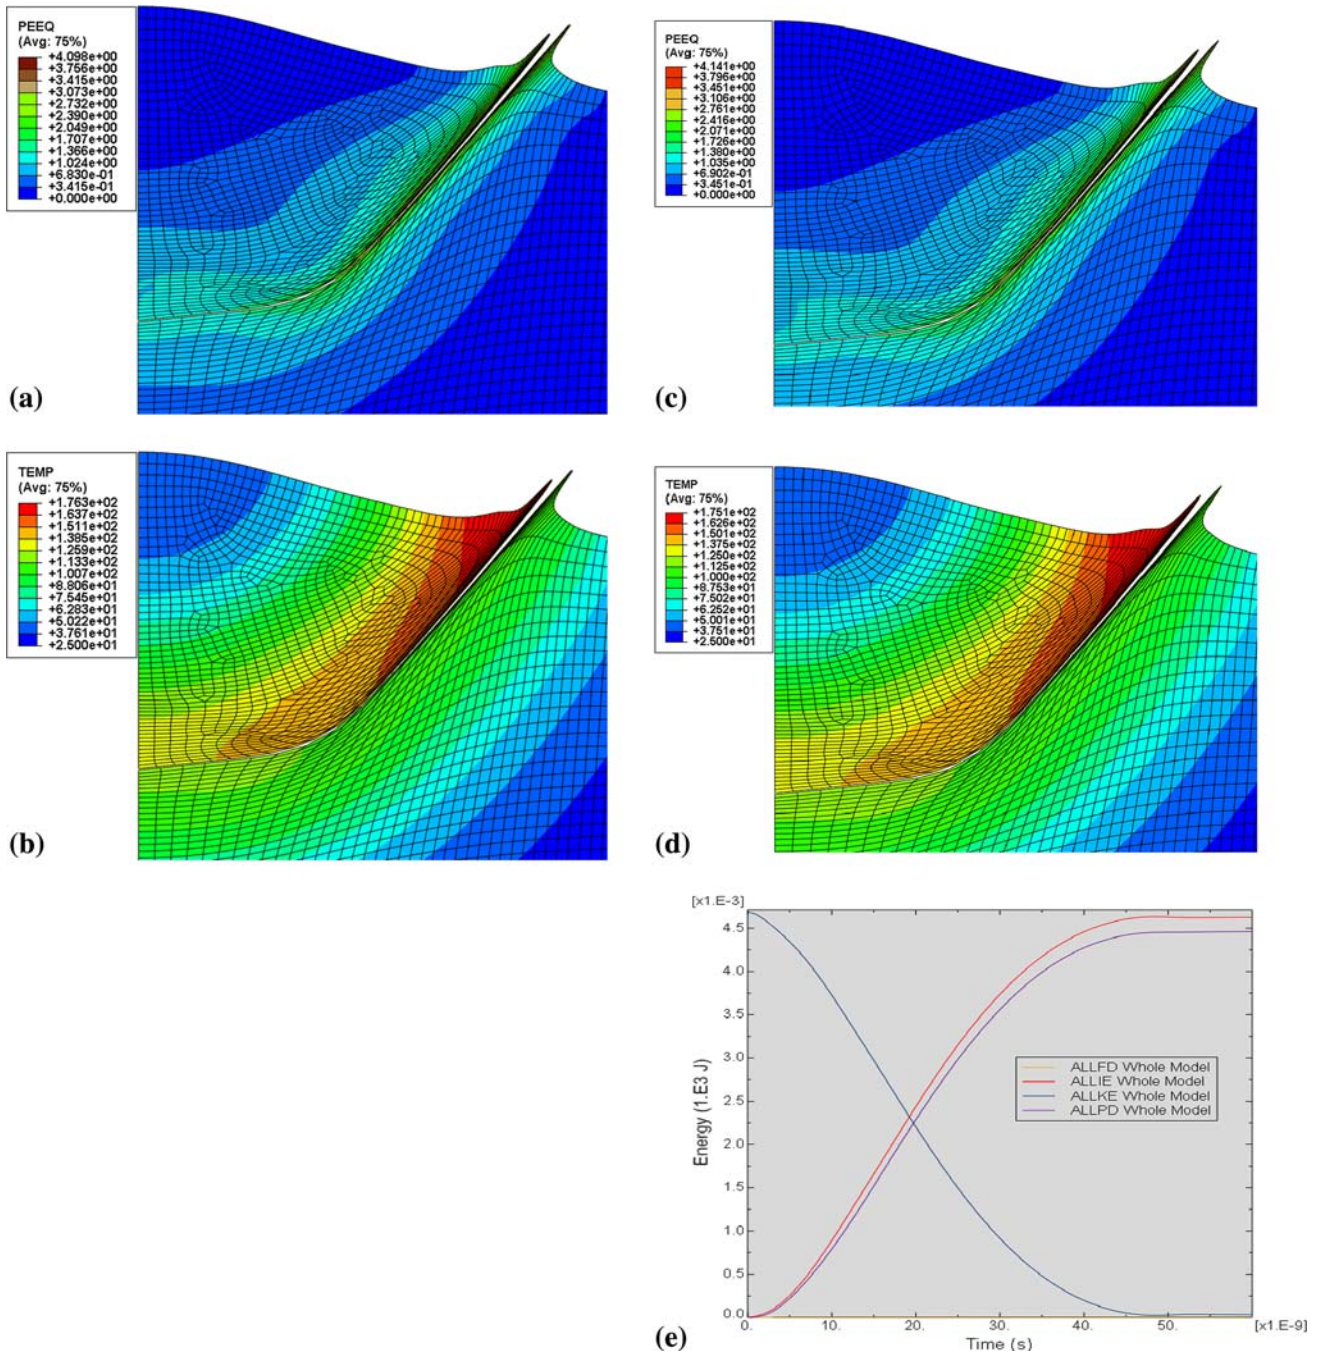 PEEQ
(Avg: 75%)
+4.098e+00
+3.756e+00
+3.415e+00
+3.073e+00
+2.732e+00
+2.390e+00
+2.049e+00
+1.707e+00
+1.366e+00
+1.024e+00
+6.830e-01
+3.415e-01
+0.000e+00
(a)
PEEQ
(Avg: 75%)
+4.141e+00
+3.796e+00
+3.451e+00
+3.106e+00
+2.761e+00
+2.416e+00
+2.071e+00
+1.726e+00
+1.380e+00
+1.035e+00
+6.902e-01
+3.451e-01
+0.000e+00
(c)
TEMP
(Avg: 75%)
+1.763e+02
+1.637e+02
+1.511e+02
+1.385e+02
+1.259e+02
+1.133e+02
+1.007e+02
+8.806e+01
+7.545e+01
+6.283e+01
+5.022e+01
+3.761e+01
+2.500e+01
(b)
TEMP
(Avg: 75%)
+1.751e+02
+1.626e+02
+1.501e+02
+1.375e+02
+1.250e+02
+1.125e+02
+1.000e+02
+8.753e+01
+7.502e+01
+6.252e+01
+5.001e+01
+3.751e+01
+2.500e+01
(d)
[x1.E-3]
4.5
4.0
3.5
3.0
2.5
2.0
1.5
1.0
0.5
0.0
Energy (1.E3 J)
ALLFD Whole Model
ALLIE Whole Model
ALLKE Whole Model
ALLPD Whole Model
0. 10. 20. 30. 40. 50. [x1.E-9]
Time (s)
(e)